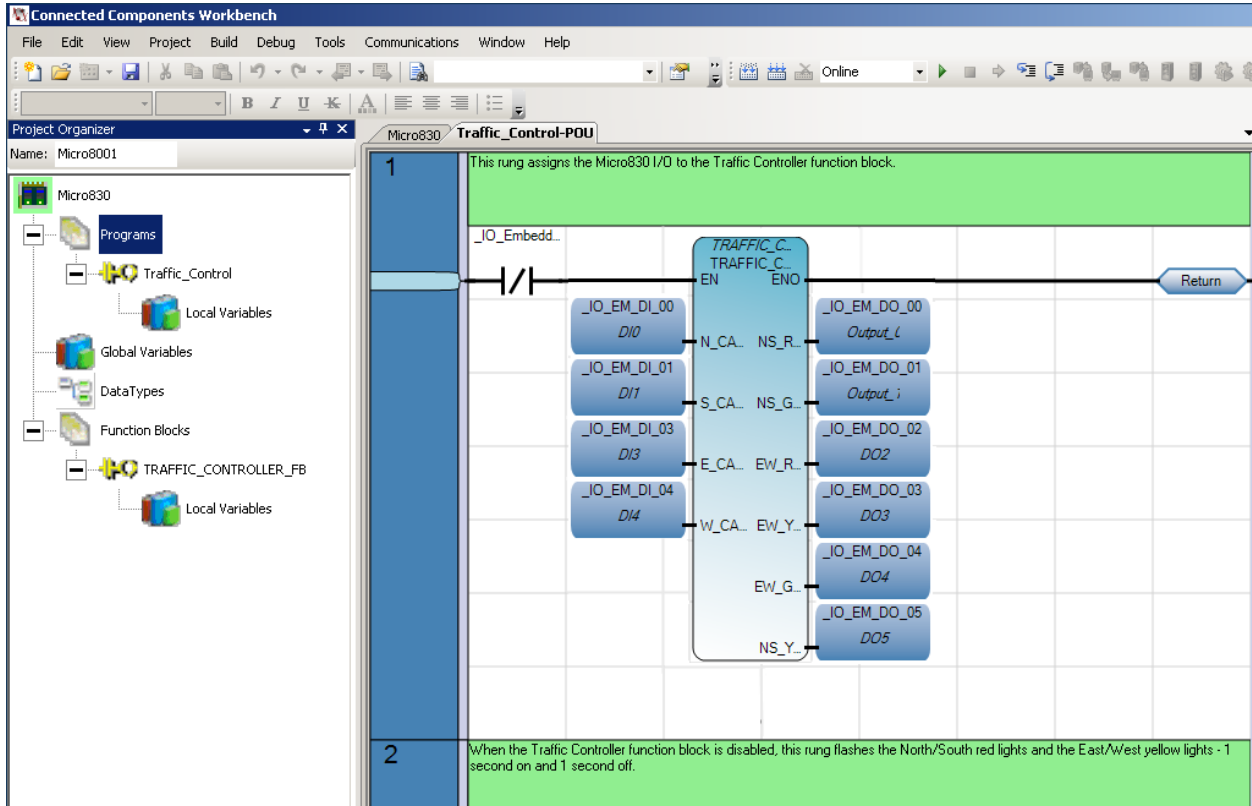 Connected Components Workbench
File Edit View Project Build Debug Tools Communications Window Help
Online
B I U K A
Project Organizer
Name: Micro8001
Micro830
Programs
Traffic_Control
Local Variables
Global Variables
DataTypes
Function Blocks
TRAFFIC_CONTROLLER_FB
Local Variables
Micro830 Traffic_Control-POU
1
This rung assigns the Micro830 I/O to the Traffic Controller function block.
_IO_Embedd...
TRAFFIC_C...
TRAFFIC_C...
EN ENO
Return
_IO_EM_DI_00 _IO_EM_DO_00
DI0 N_CA... NS_R...
_IO_EM_DI_01 _IO_EM_DO_01
DI1 S_CA... NS_G...
_IO_EM_DI_03 _IO_EM_DO_02
DI3 E_CA... EW_R... DO2
_IO_EM_DI_04 _IO_EM_DO_03
DI4 W_CA... EW_Y... DO3
_IO_EM_DO_04
EW_G... DO4
_IO_EM_DO_05
NS_Y... DO5
2
When the Traffic Controller function block is disabled, this rung flashes the North/South red lights and the East/West yellow lights - 1
second on and 1 second off.